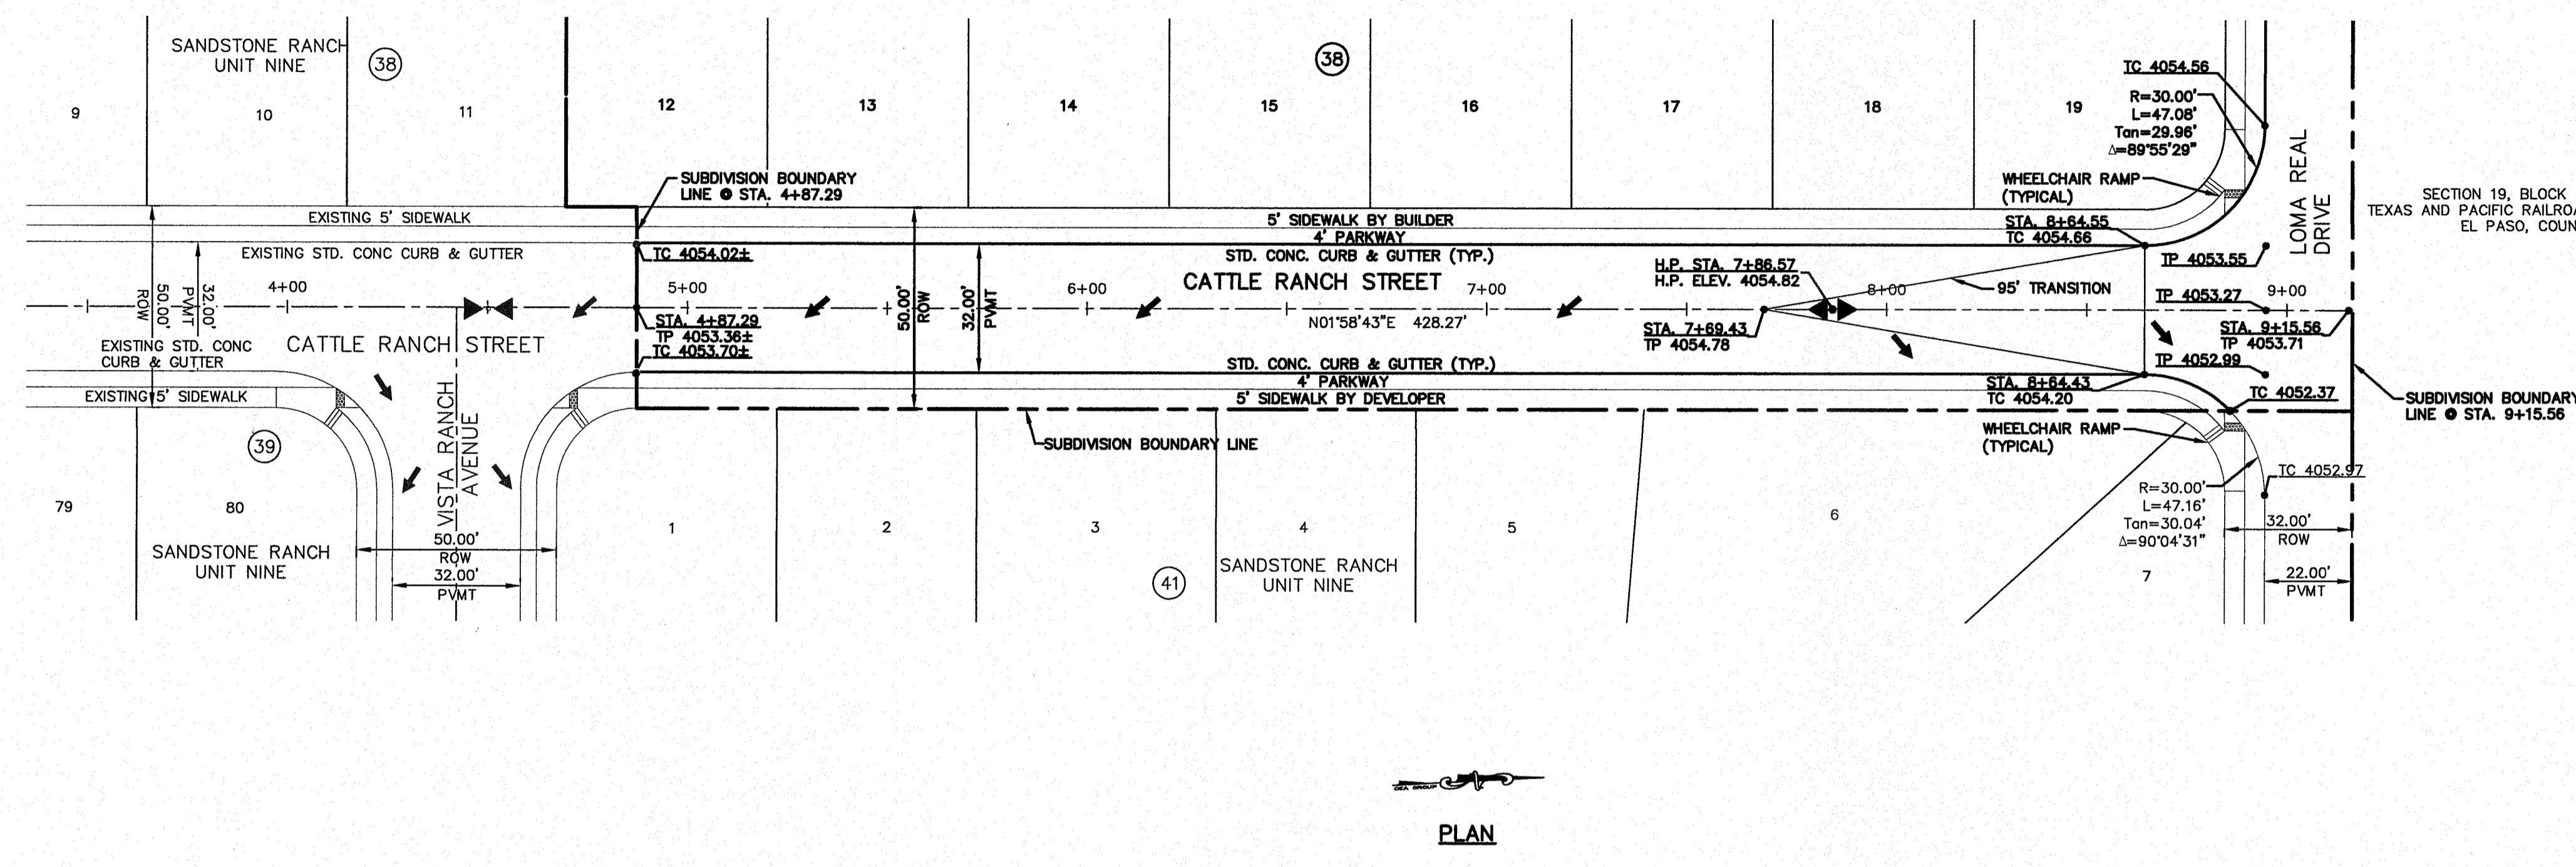 SANDSTONE RANCH
UNIT NINE
38
9
10
11
12
13
14
15
16
17
18
19
38
TC 4054.56
R=30.00'
L=47.08'
Tan=29.96'
Δ=89°55'29"
WHEELCHAIR RAMP
(TYPICAL)
LOMA REAL
DRIVE
SECTION 19, BLOCK
TEXAS AND PACIFIC RAILROA
EL PASO, COUN
SUBDIVISION BOUNDARY
LINE @ STA. 4+87.29
EXISTING 5' SIDEWALK
EXISTING STD. CONC CURB & GUTTER
5' SIDEWALK BY BUILDER
4' PARKWAY
STD. CONC. CURB & GUTTER (TYP.)
STA. 8+64.55
TC 4054.66
TC 4054.02±
TP 4053.55
CATTLE RANCH STREET
H.P. STA. 7+86.57
H.P. ELEV. 4054.82
95' TRANSITION
4+00
5+00
6+00
7+00
8+00
9+00
TP 4053.27
50.00'
ROW
32.00'
PVMT
50.00'
ROW
32.00'
PVMT
N01°58'43"E 428.27'
STA. 4+87.29
TP 4053.36±
TC 4053.70±
STA. 7+69.43
TP 4054.78
STA. 9+15.56
TP 4053.71
TP 4052.99
EXISTING STD. CONC
CURB & GUTTER
CATTLE RANCH STREET
STD. CONC. CURB & GUTTER (TYP.)
4' PARKWAY
5' SIDEWALK BY DEVELOPER
STA. 8+64.43
TC 4054.20
TC 4052.37
SUBDIVISION BOUNDARY
LINE @ STA. 9+15.56
EXISTING 5' SIDEWALK
VISTA RANCH
AVENUE
SUBDIVISION BOUNDARY LINE
WHEELCHAIR RAMP
(TYPICAL)
39
TC 4052.97
R=30.00'
L=47.16'
Tan=30.04'
Δ=90°04'31"
79
80
1
2
3
4
5
6
7
32.00'
ROW
22.00'
PVMT
SANDSTONE RANCH
UNIT NINE
50.00'
ROW
32.00'
PVMT
41
SANDSTONE RANCH
UNIT NINE
CEA GROUP
PLAN